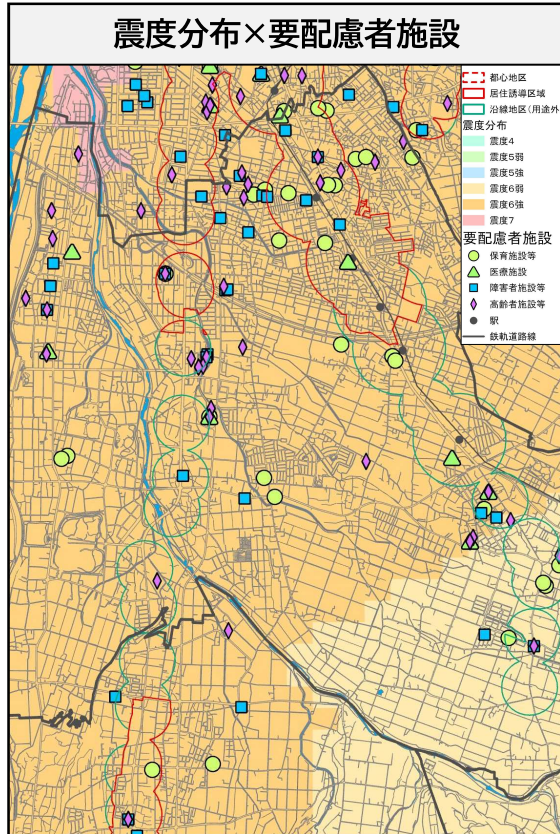 震度分布×要配慮者施設
都心地区
居住誘導区域
沿線地区(用途外
震度分布
震度4
震度5弱
震度5強
震度6弱
震度6強
震度7
要配慮者施設
保育施設等
医療施設
障害者施設等
高齢者施設等
駅
鉄軌道路線